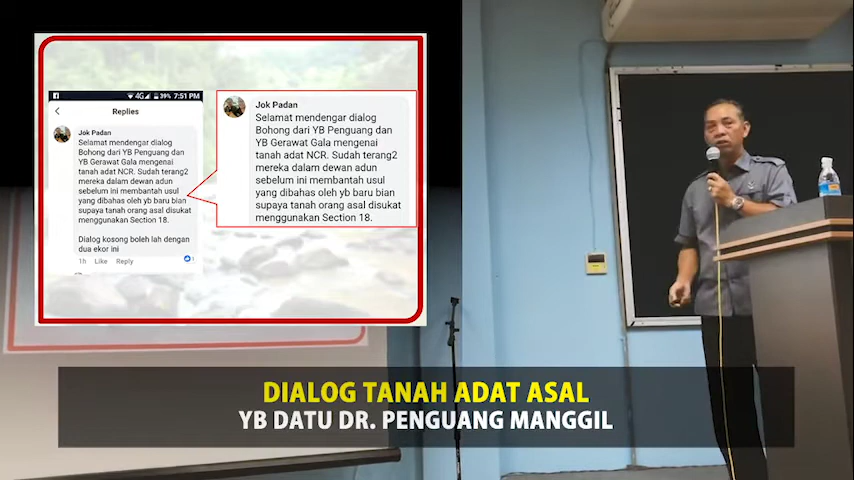 4G 39% 7:51 PM
Replies
Jok Padan
Selamat mendengar dialog
Bohong dari YB Penguang dan
YB Gerawat Gala mengenai
tanah adat NCR. Sudah terang2
mereka dalam dewan adun
sebelum ini membantah usul
yang dibahas oleh yb baru bian
supaya tanah orang asal disukat
menggunakan Section 18.
Dialog kosong boleh lah dengan
dua ekor ini
1h Like Reply
1
Jok Padan
Selamat mendengar dialog
Bohong dari YB Penguang dan
YB Gerawat Gala mengenai
tanah adat NCR. Sudah terang2
mereka dalam dewan adun
sebelum ini membantah usul
yang dibahas oleh yb baru bian
supaya tanah orang asal disukat
menggunakan Section 18.
DIALOG TANAH ADAT ASAL
YB DATU DR. PENGUANG MANGGIL